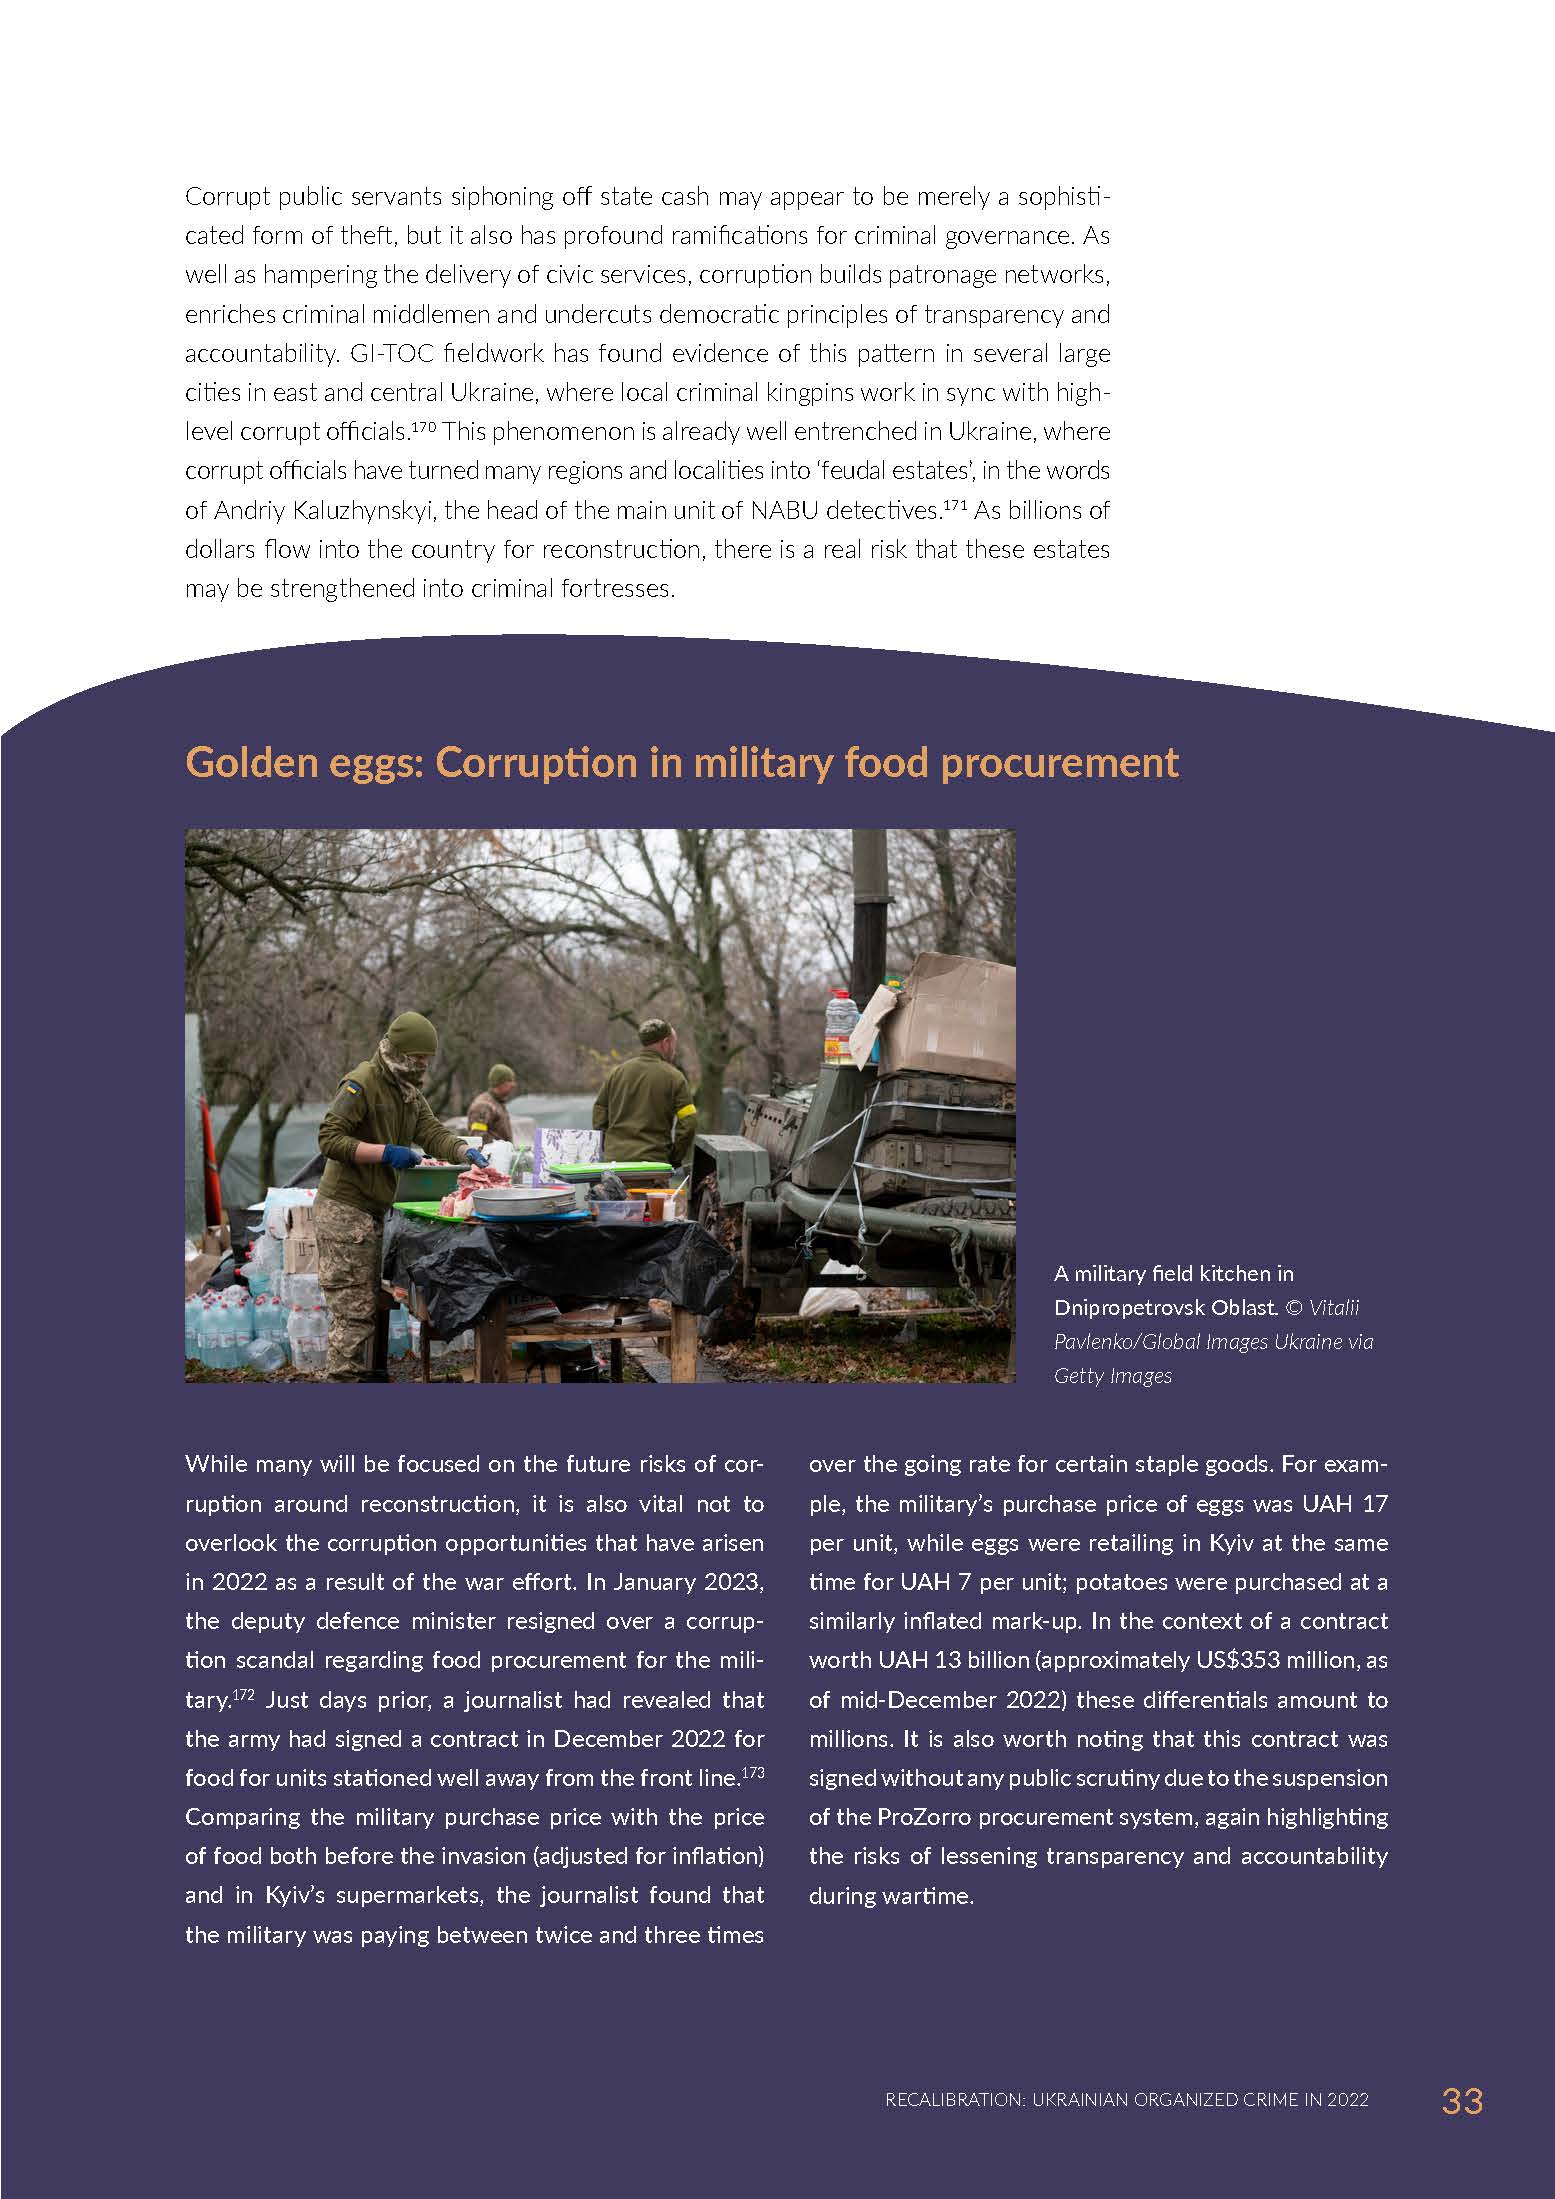 Corrupt public servants siphoning off state cash may appear to be merely a sophisti-
cated form of theft, but it also has profound ramifications for criminal governance. As
well as hampering the delivery of civic services, corruption builds patronage networks,
enriches criminal middlemen and undercuts democratic principles of transparency and
accountability. GI-TOC fieldwork has found evidence of this pattern in several large
cities in east and central Ukraine, where local criminal kingpins work in sync with high-
level corrupt officials.170 This phenomenon is already well entrenched in Ukraine, where
corrupt officials have turned many regions and localities into ‘feudal estates’, in the words
of Andriy Kaluzhynskyi, the head of the main unit of NABU detectives.171 As billions of
dollars flow into the country for reconstruction, there is a real risk that these estates
may be strengthened into criminal fortresses.
Golden eggs: Corruption in military food procurement
A military field kitchen in
Dnipropetrovsk Oblast. © Vitalii
Pavlenko/Global Images Ukraine via
Getty Images
While many will be focused on the future risks of cor-
ruption around reconstruction, it is also vital not to
overlook the corruption opportunities that have arisen
in 2022 as a result of the war effort. In January 2023,
the deputy defence minister resigned over a corrup-
tion scandal regarding food procurement for the mili-
tary.172 Just days prior, a journalist had revealed that
the army had signed a contract in December 2022 for
food for units stationed well away from the front line.173
Comparing the military purchase price with the price
of food both before the invasion (adjusted for inflation)
and in Kyiv’s supermarkets, the journalist found that
the military was paying between twice and three times
over the going rate for certain staple goods. For exam-
ple, the military’s purchase price of eggs was UAH 17
per unit, while eggs were retailing in Kyiv at the same
time for UAH 7 per unit; potatoes were purchased at a
similarly inflated mark-up. In the context of a contract
worth UAH 13 billion (approximately US$353 million, as
of mid-December 2022) these differentials amount to
millions. It is also worth noting that this contract was
signed without any public scrutiny due to the suspension
of the ProZorro procurement system, again highlighting
the risks of lessening transparency and accountability
during wartime.
RECALIBRATION: UKRAINIAN ORGANIZED CRIME IN 2022 33